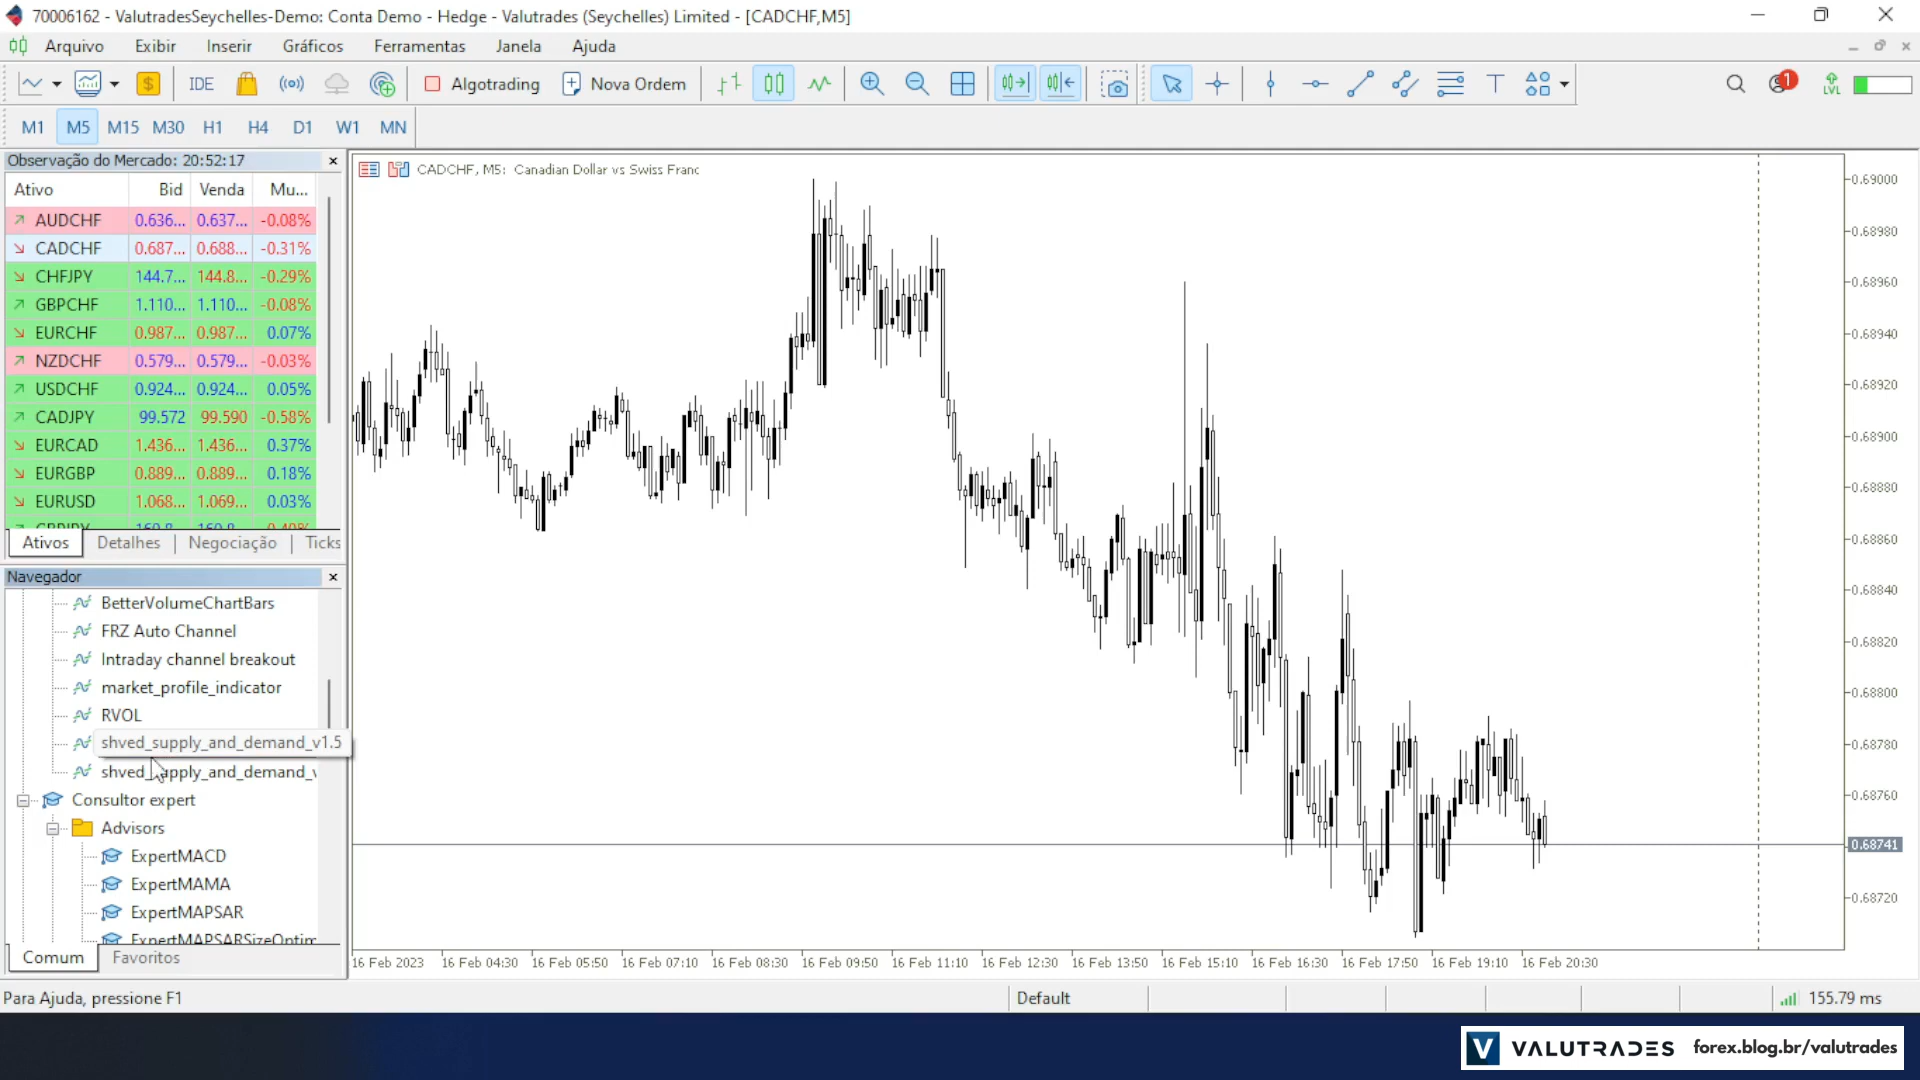 70006162 - ValutradesSeychelles-Demo: Conta Demo - Hedge - Valutrades (Seychelles) Limited - [CADCHF,M5]
Arquivo Exibir Inserir Gráficos Ferramentas Janela Ajuda
IDE Algotrading Nova Ordem 1 LVL
M1 M5 M15 M30 H1 H4 D1 W1 MN
Observação do Mercado: 20:52:17
Ativo Bid Venda Mu...
AUDCHF 0.636... 0.637... -0.08%
CADCHF 0.687... 0.688... -0.31%
CHFJPY 144.7... 144.8... -0.29%
GBPCHF 1.110... 1.110... -0.08%
EURCHF 0.987... 0.987... 0.07%
NZDCHF 0.579... 0.579... -0.03%
USDCHF 0.924... 0.924... 0.05%
CADJPY 99.572 99.590 -0.58%
EURCAD 1.436... 1.436... 0.37%
EURGBP 0.889... 0.889... 0.18%
EURUSD 1.068... 1.069... 0.03%
Ativos Detalhes Negociação Ticks
Navegador
BetterVolumeChartBars
FRZ Auto Channel
Intraday channel breakout
market_profile_indicator
RVOL
shved_supply_and_demand_v1.5
shved_supply_and_demand_v
Consultor expert
Advisors
ExpertMACD
ExpertMAMA
ExpertMAPSAR
ExpertMAPSARSizeOptim
Comum Favoritos
CADCHF, M5: Canadian Dollar vs Swiss Franc
0.69000
0.68980
0.68960
0.68940
0.68920
0.68900
0.68880
0.68860
0.68840
0.68820
0.68800
0.68780
0.68760
0.68741
0.68720
16 Feb 2023 16 Feb 04:30 16 Feb 05:50 16 Feb 07:10 16 Feb 08:30 16 Feb 09:50 16 Feb 11:10 16 Feb 12:30 16 Feb 13:50 16 Feb 15:10 16 Feb 16:30 16 Feb 17:50 16 Feb 19:10 16 Feb 20:30
Para Ajuda, pressione F1 Default 155.79 ms
VALUTRADES forex.blog.br/valutrades